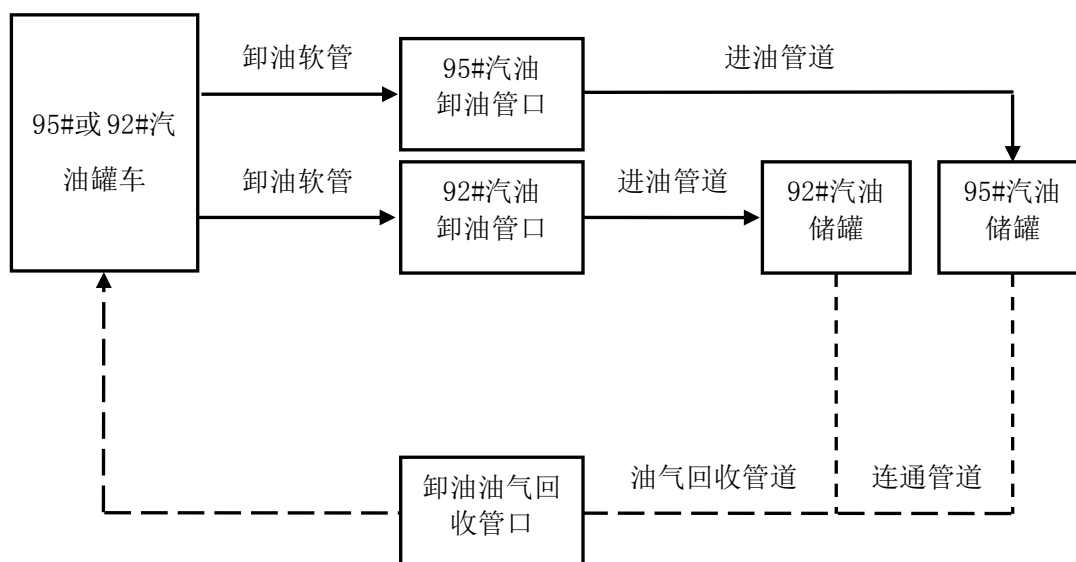 95#或92#汽
油罐车
卸油软管
95#汽油
卸油管口
进油管道
卸油软管
92#汽油
卸油管口
进油管道
92#汽油
储罐
95#汽油
储罐
卸油油气回
收管口
油气回收管道
连通管道